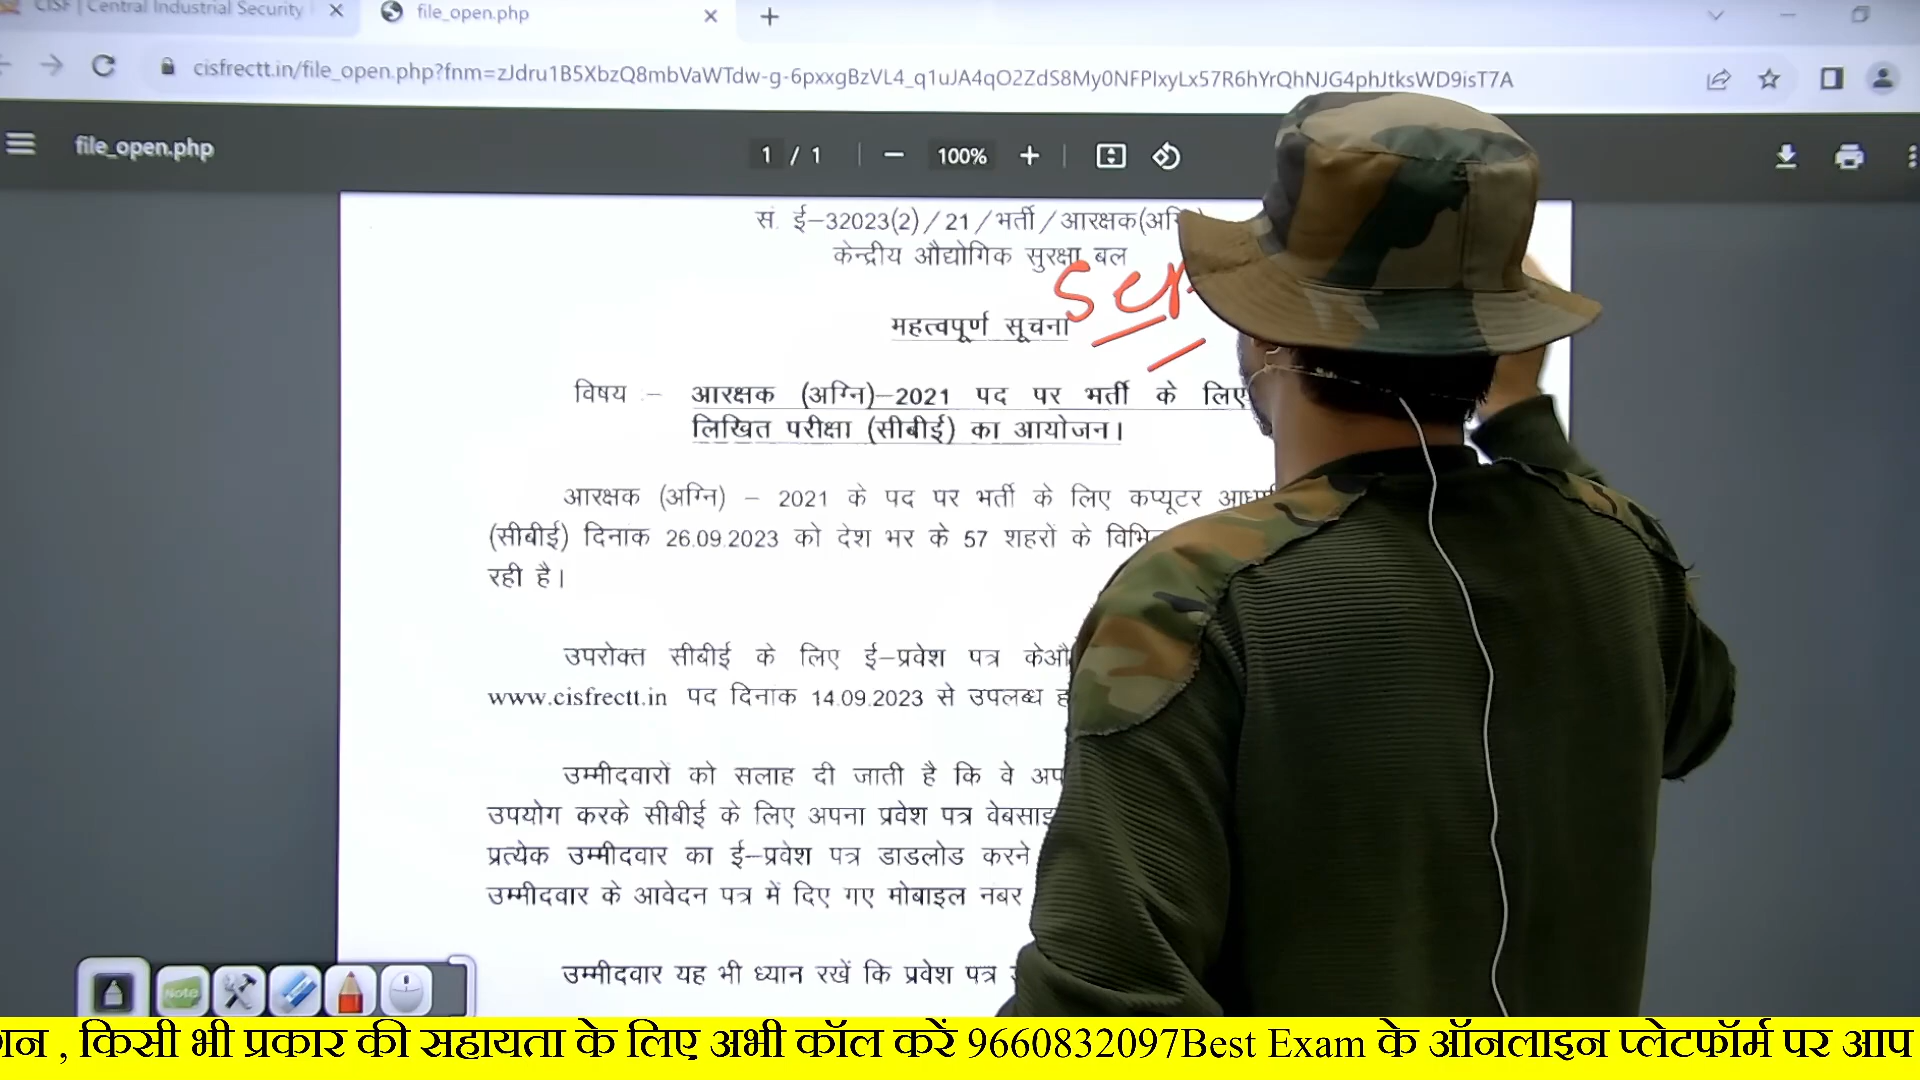 CISF | Central Industrial Security
file_open.php
cisfrectt.in/file_open.php?fnm=zJdru1B5XbzQ8mbVaWTdw-g-6pxxgBzVL4_q1uJA4qO2ZdS8My0NFPIxyLx57R6hYrQhNJG4phJtksWD9isT7A
file_open.php
1 / 1
100%
सं. ई-32023(2)/21/भर्ती/आरक्षक(अग्नि)
केन्द्रीय औद्योगिक सुरक्षा बल
महत्वपूर्ण सूचना
विषय :- आरक्षक (अग्नि)-2021 पद पर भर्ती के लिए
लिखित परीक्षा (सीबीई) का आयोजन।
आरक्षक (अग्नि) - 2021 के पद पर भर्ती के लिए कप्यूटर
(सीबीई) दिनाक 26.09.2023 को देश भर के 57 शहरों के
रही है।
उपरोक्त सीबीई के लिए ई-प्रवेश पत्र
www.cisfrectt.in पद दिनाक 14.09.2023 से उपलब्ध
उम्मीदवारों को सलाह दी जाती है कि वे
उपयोग करके सीबीई के लिए अपना प्रवेश पत्र
प्रत्येक उम्मीदवार का ई-प्रवेश पत्र डाडलोड करने
उम्मीदवार के आवेदन पत्र में दिए गए मोबाइल नबर
उम्मीदवार यह भी ध्यान रखें कि प्रवेश पत्र
Note
, किसी भी प्रकार की सहायता के लिए अभी कॉल करें 9660832097Best Exam के ऑनलाइन प्लेटफॉर्म पर आप